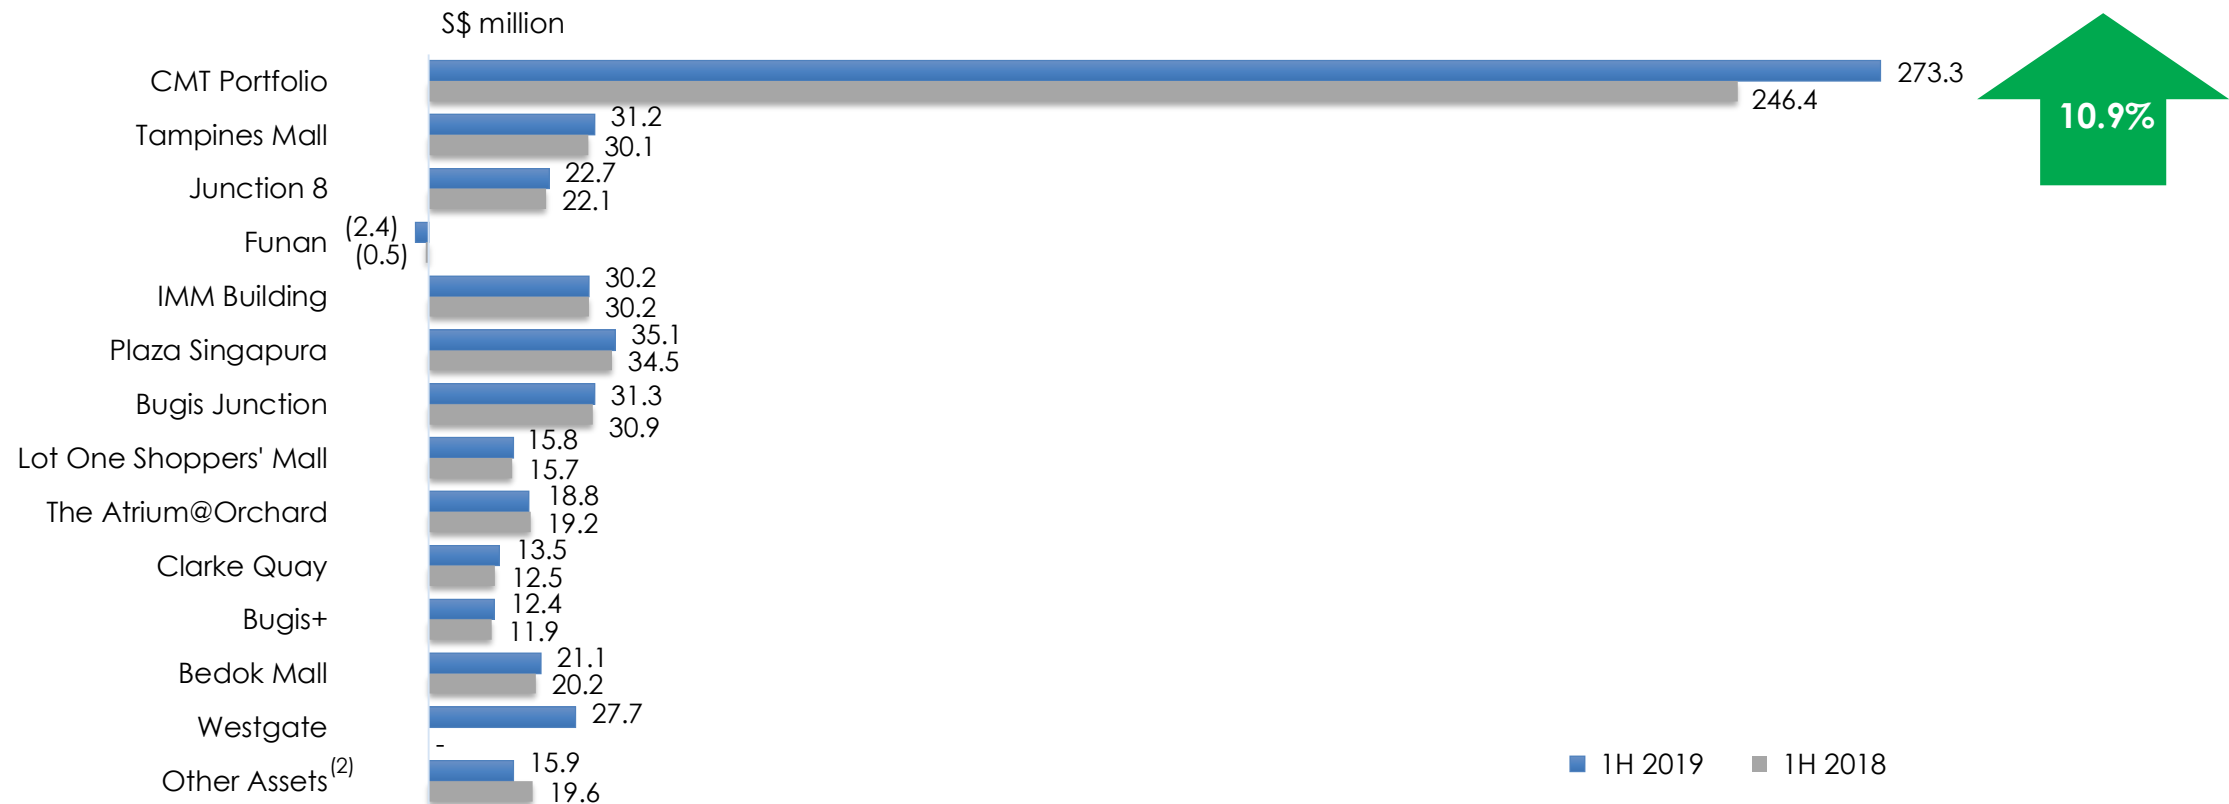 S$ million
CMT Portfolio 273.3
246.4
10.9%
Tampines Mall 31.2
30.1
Junction 8 22.7
22.1
Funan (2.4)
(0.5)
IMM Building 30.2
30.2
Plaza Singapura 35.1
34.5
Bugis Junction 31.3
30.9
Lot One Shoppers' Mall 15.8
15.7
The Atrium@Orchard 18.8
19.2
Clarke Quay 13.5
12.5
Bugis+ 12.4
11.9
Bedok Mall 21.1
20.2
Westgate 27.7
-
Other Assets(2) 15.9
19.6
1H 2019 1H 2018